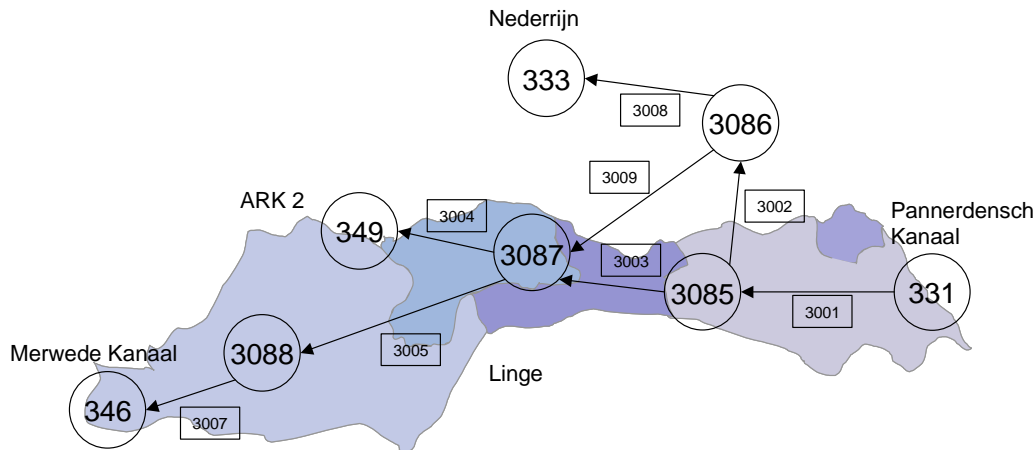 Nederrijn
333
3008
3086
3009
ARK 2
3002
Pannerdensch
Kanaal
349
3004
3087
3003
3085
331
3001
Merwede Kanaal
3088
3005
Linge
346
3007